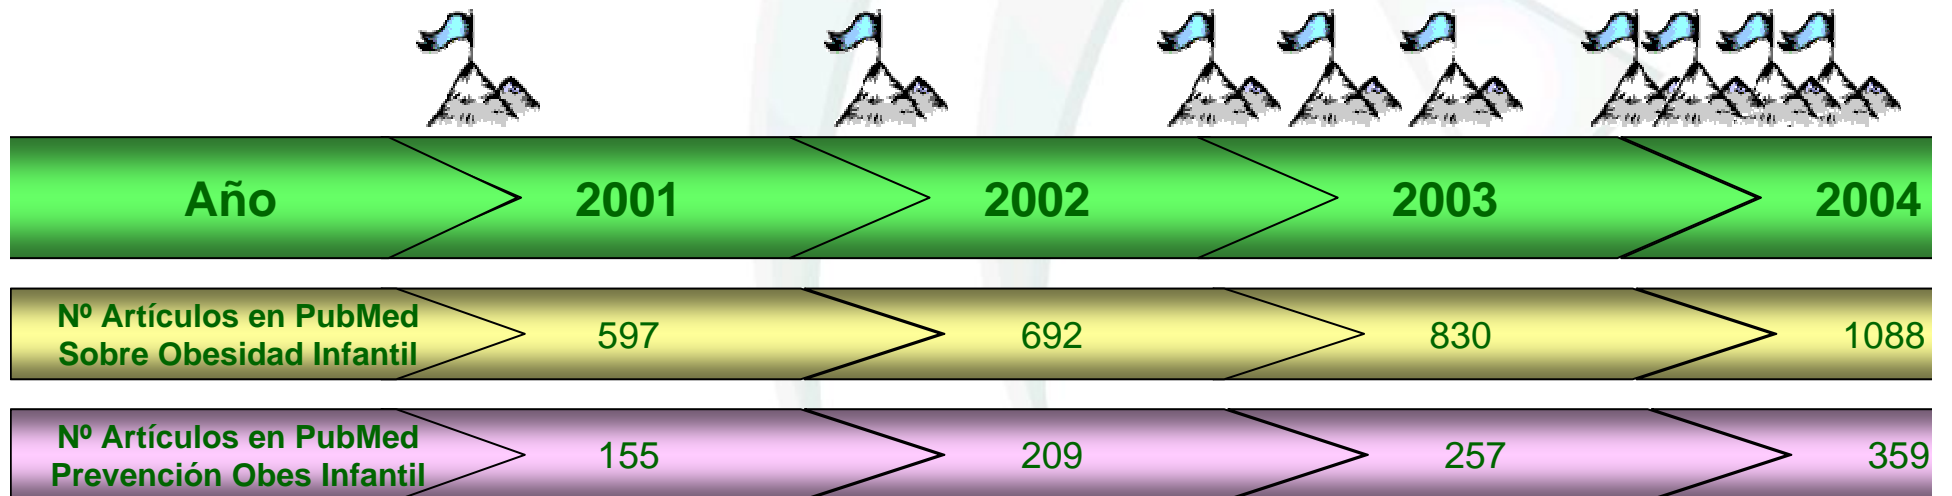 Año 2001 2002 2003 2004
Nº Artículos en PubMed
Sobre Obesidad Infantil
597 692 830 1088
Nº Artículos en PubMed
Prevención Obes Infantil
155 209 257 359